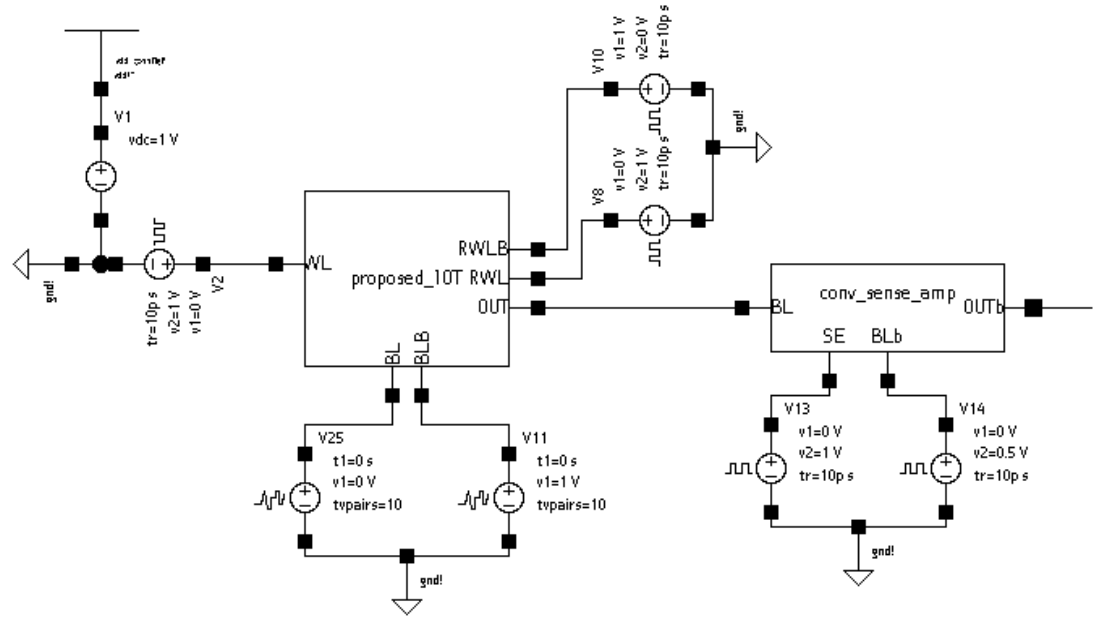 V1
vdc=1 V
gnd!
tr=10p s
v2=1 V
v1=0 V
V2
WL
proposed_10T
RWLB
RWL
OUT
BL
BLB
V10
v1=1 V
v2=0 V
tr=10p s
V8
v1=0 V
v2=1 V
tr=10p s
gnd!
V25
t1=0 s
v1=0 V
tvpairs=10
V11
t1=0 s
v1=1 V
tvpairs=10
gnd!
conv_sense_amp
BL
OUTb
SE
BLb
V13
v1=0 V
v2=1 V
tr=10p s
V14
v1=0 V
v2=0.5 V
tr=10p s
gnd!